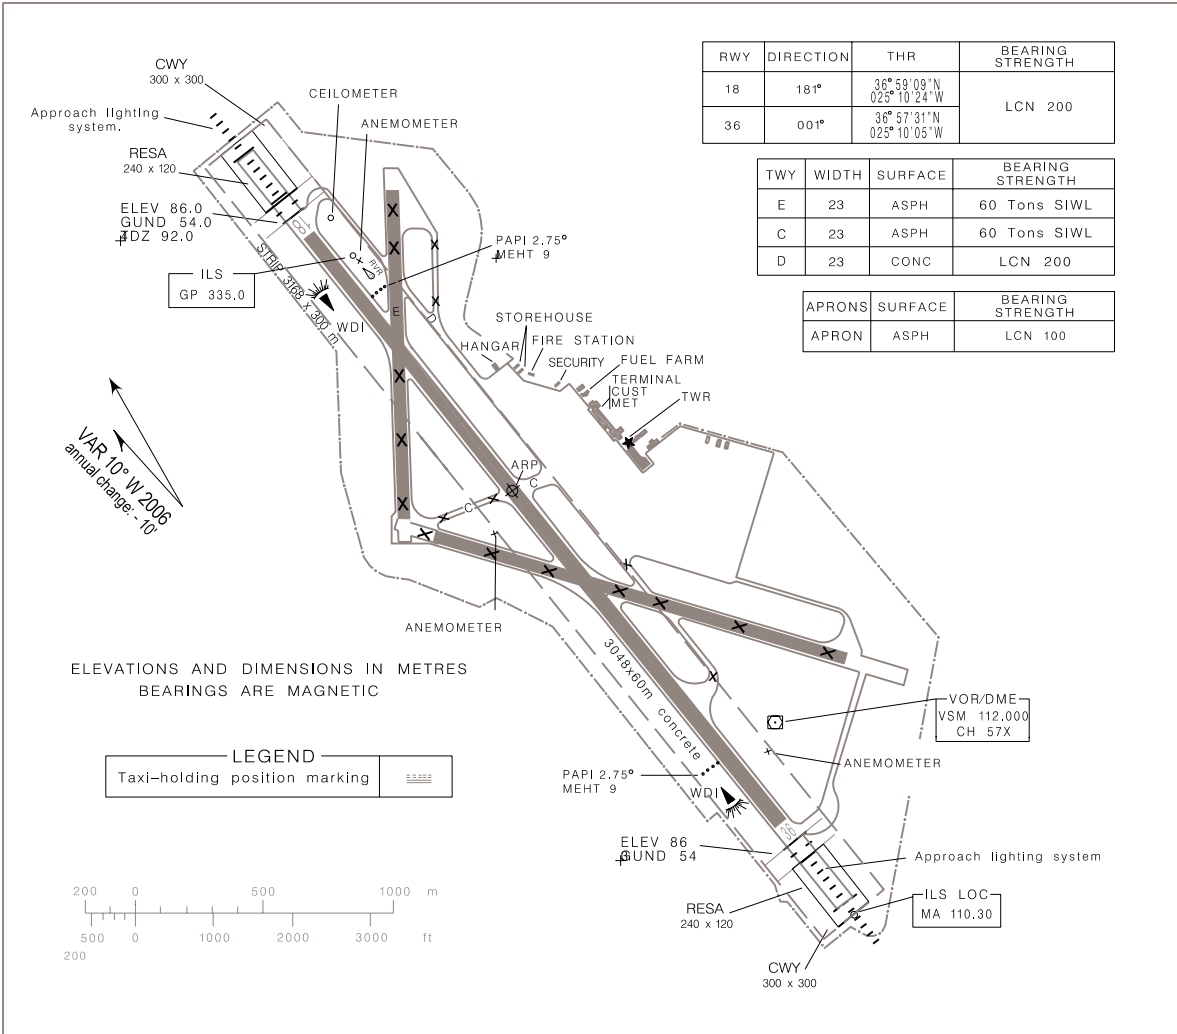 CWY
300 x 300
Approach lighting
system.
CEILOMETER
ANEMOMETER
RESA
240 x 120
ELEV 86.0
GUND 54.0
TDZ 92.0
ILS
GP 335.0
STRIP 3168 x 300 m
18
RVR
WDI
PAPI 2.75°
MEHT 9
E
D
STOREHOUSE
HANGAR
FIRE STATION
SECURITY
FUEL FARM
TERMINAL
CUST
MET
TWR
RWY DIRECTION THR BEARING STRENGTH
18 181° 36° 59'09"N 025° 10'24"W LCN 200
36 001° 36° 57'31"N 025° 10'05"W
TWY WIDTH SURFACE BEARING STRENGTH
E 23 ASPH 60 Tons SIWL
C 23 ASPH 60 Tons SIWL
D 23 CONC LCN 200
APRONS SURFACE BEARING STRENGTH
APRON ASPH LCN 100
VAR 10° W 2006
annual change: - 10'
ARP
C
C
ANEMOMETER
3048x60m concrete
ELEVATIONS AND DIMENSIONS IN METRES
BEARINGS ARE MAGNETIC
LEGEND
Taxi-holding position marking
VOR/DME
VSM 112.000
CH 57X
ANEMOMETER
PAPI 2.75°
MEHT 9
WDI
36
ELEV 86
GUND 54
Approach lighting system
ILS LOC
MA 110.30
RESA
240 x 120
CWY
300 x 300
200 0 500 1000 m
500 0 1000 2000 3000 ft
200